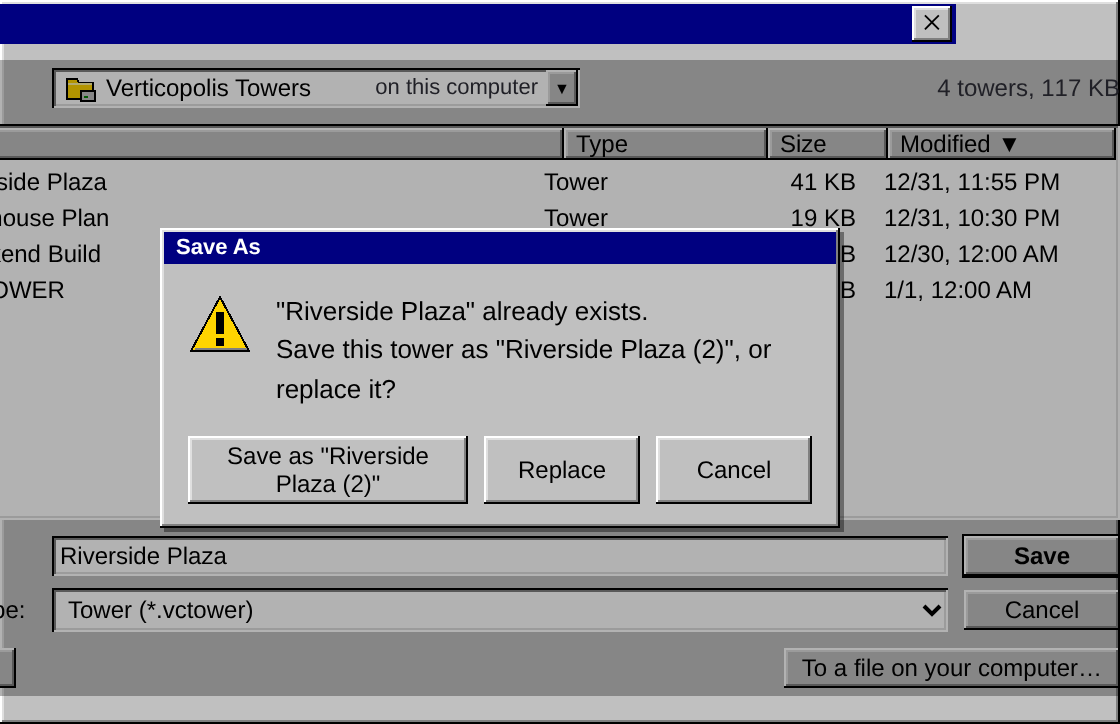 Verticopolis Towers on this computer ▼ 4 towers, 117 KB
Type Size Modified ▼
side Plaza Tower 41 KB 12/31, 11:55 PM
house Plan Tower 19 KB 12/31, 10:30 PM
end Build B 12/30, 12:00 AM
OWER B 1/1, 12:00 AM
Save As
"Riverside Plaza" already exists.
Save this tower as "Riverside Plaza (2)", or
replace it?
Save as "Riverside
Plaza (2)"
Replace
Cancel
Riverside Plaza
Save
pe: Tower (*.vctower)
Cancel
To a file on your computer…